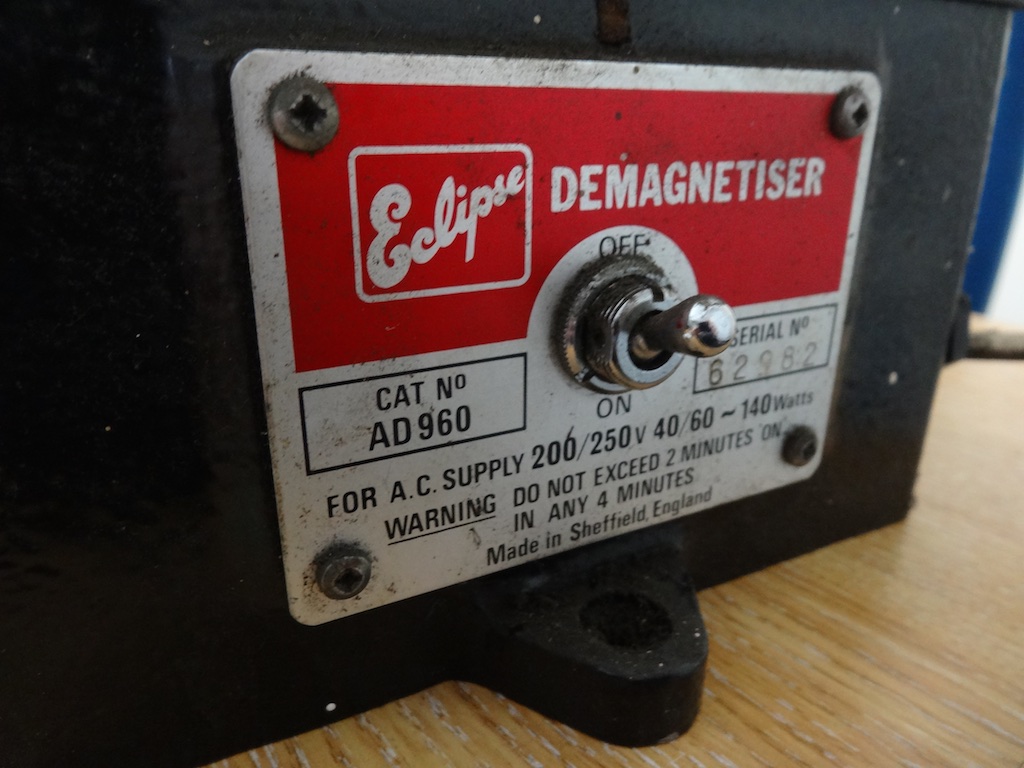 Eclipse DEMAGNETISER
OFF
SERIAL Nº
62982
CAT Nº
AD960
ON
FOR A.C. SUPPLY 200/250V 40/60 ~ 140 Watts
WARNING DO NOT EXCEED 2 MINUTES 'ON'
IN ANY 4 MINUTES
Made in Sheffield, England